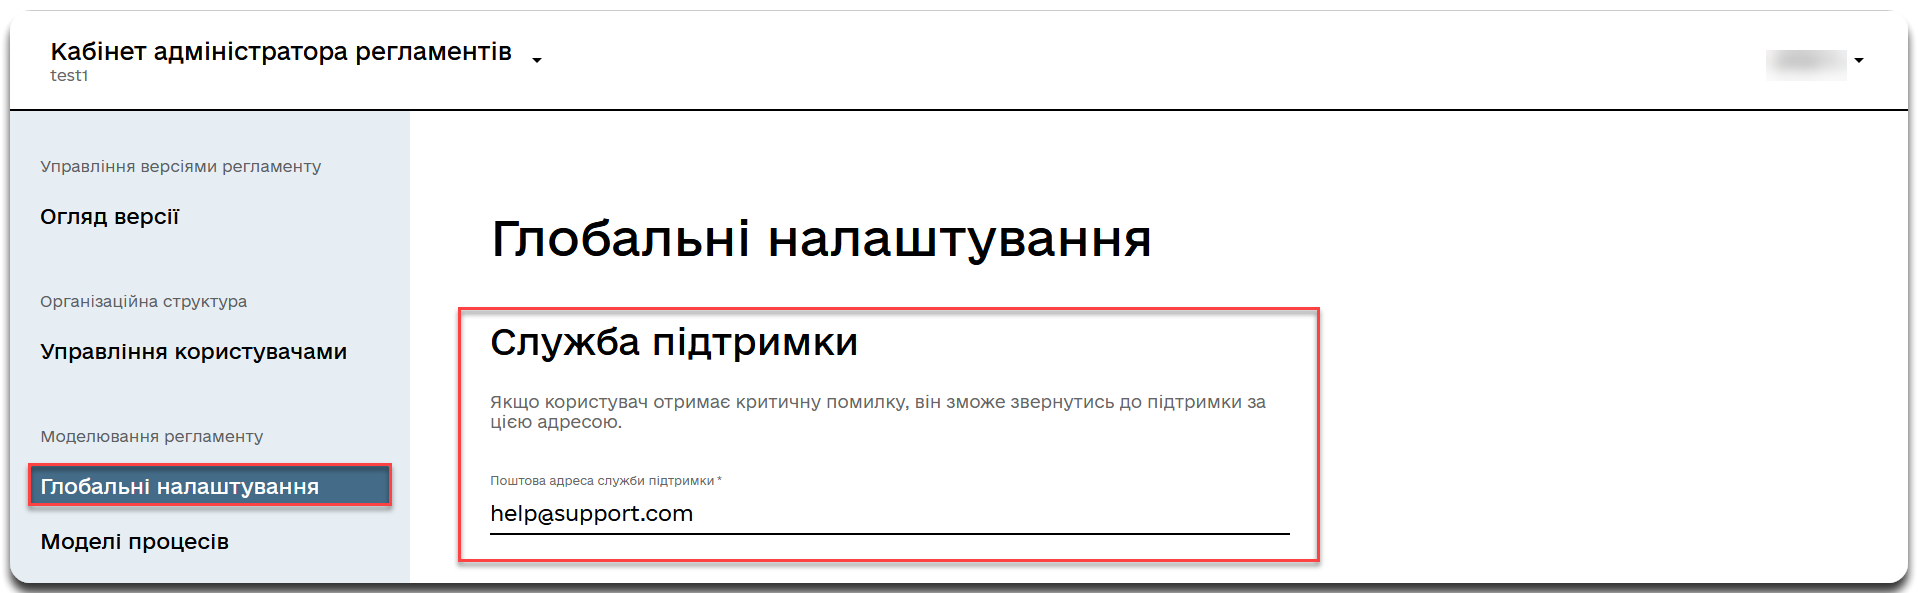 Кабінет адміністратора регламентів
test1
Управління версіями регламенту
Огляд версії
Організаційна структура
Управління користувачами
Моделювання регламенту
Глобальні налаштування
Моделі процесів
Глобальні налаштування
Служба підтримки
Якщо користувач отримає критичну помилку, він зможе звернутись до підтримки за
цією адресою.
Поштова адреса служби підтримки *
help@support.com